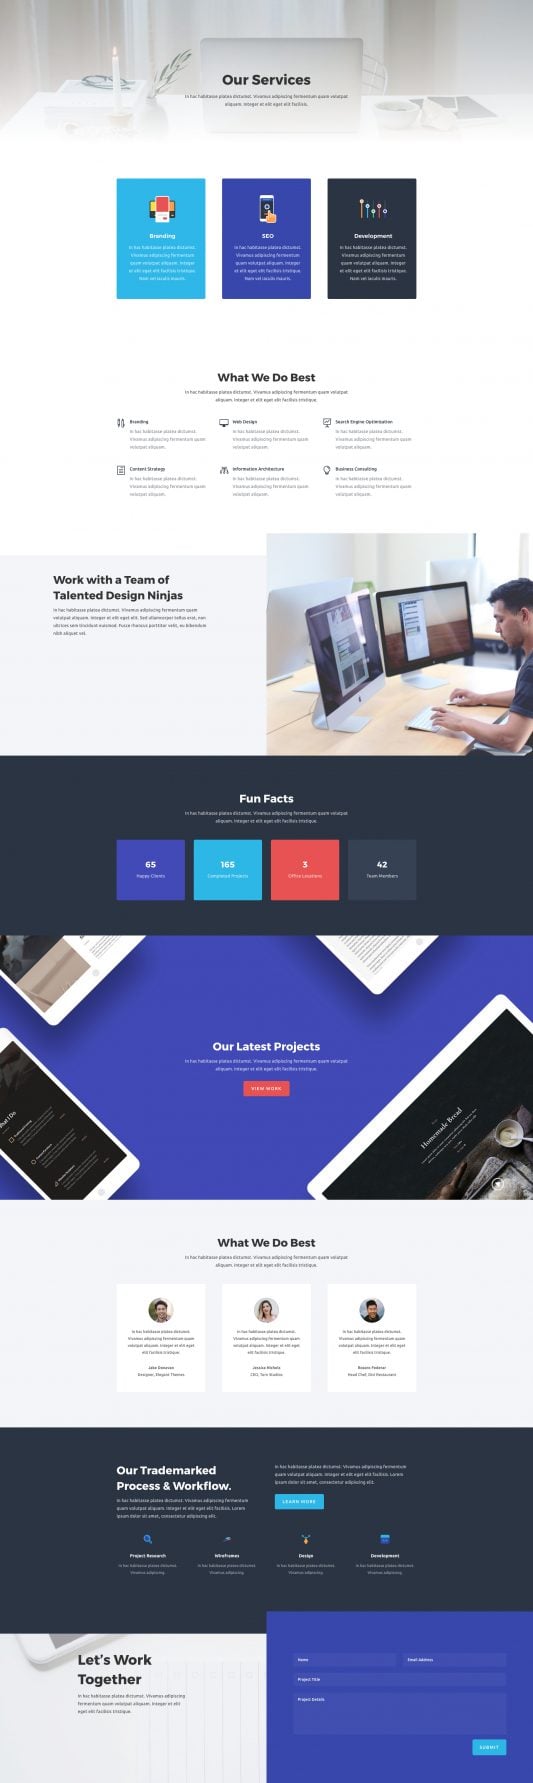 Our Services
In hac habitasse platea dictumst. Vivamus adipiscing fermentum quam volutpat
aliquam. Integer et elit eget elit facilisis.
Branding
In hac habitasse platea dictumst.
Vivamus adipiscing fermentum
quam volutpat aliquam. Integer
et elit eget elit facilisis tristique.
Nam vel iaculis mauris.
SEO
In hac habitasse platea dictumst.
Vivamus adipiscing fermentum
quam volutpat aliquam. Integer
et elit eget elit facilisis tristique.
Nam vel iaculis mauris.
Development
In hac habitasse platea dictumst.
Vivamus adipiscing fermentum
quam volutpat aliquam. Integer
et elit eget elit facilisis tristique.
Nam vel iaculis mauris.
What We Do Best
In hac habitasse platea dictumst. Vivamus adipiscing fermentum quam volutpat
aliquam. Integer et elit eget elit facilisis tristique.
Branding
In hac habitasse platea dictumst.
Vivamus adipiscing fermentum quam
volutpat aliquam.
Web Design
In hac habitasse platea dictumst.
Vivamus adipiscing fermentum quam
volutpat aliquam.
Search Engine Optimization
In hac habitasse platea dictumst.
Vivamus adipiscing fermentum quam
volutpat aliquam.
Content Strategy
In hac habitasse platea dictumst.
Vivamus adipiscing fermentum quam
volutpat aliquam.
Information Architecture
In hac habitasse platea dictumst.
Vivamus adipiscing fermentum quam
volutpat aliquam.
Business Consulting
In hac habitasse platea dictumst.
Vivamus adipiscing fermentum quam
volutpat aliquam.
Work with a Team of
Talented Design Ninjas
In hac habitasse platea dictumst. Vivamus adipiscing fermentum quam
volutpat aliquam. Integer et elit eget elit. Sed ullamcorper tellus erat, non
ultrices sem tincidunt euismod. Fusce rhoncus porttitor velit, eu bibendum
nibh aliquet vel.
Fun Facts
In hac habitasse platea dictumst. Vivamus adipiscing fermentum quam volutpat
aliquam. Integer et elit eget elit facilisis tristique.
65
Happy Clients
165
Completed Projects
3
Office Locations
42
Team Members
Our Latest Projects
In hac habitasse platea dictumst. Vivamus adipiscing fermentum quam volutpat
aliquam. Integer et elit eget elit facilisis tristique.
VIEW WORK
What I Do
Homemade Bread
What We Do Best
In hac habitasse platea dictumst. Vivamus adipiscing fermentum quam volutpat
aliquam. Integer et elit eget elit facilisis tristique.
In hac habitasse platea dictumst.
Vivamus adipiscing fermentum quam
volutpat aliquam. Integer et elit eget
elit facilisis tristique.
Jake Donavan
Designer, Elegant Themes
In hac habitasse platea dictumst.
Vivamus adipiscing fermentum quam
volutpat aliquam. Integer et elit eget
elit facilisis tristique.
Jessica Nichols
CEO, Tom Studios
In hac habitasse platea dictumst.
Vivamus adipiscing fermentum quam
volutpat aliquam. Integer et elit eget
elit facilisis tristique.
Rosans Federar
Head Chef, Divi Restaurant
Our Trademarked
Process & Workflow.
In hac habitasse platea dictumst. Vivamus adipiscing fermentum quam
volutpat aliquam. Integer et elit eget elit facilisis tristique. Lorem
ipsum dolor sit amet, consectetur adipiscing elit.
In hac habitasse platea dictumst. Vivamus adipiscing fermentum quam
volutpat aliquam. Integer et elit eget elit facilisis tristique. Lorem
ipsum dolor sit amet, consectetur adipiscing elit.
LEARN MORE
Project Research
In hac habitasse platea dictumst.
Vivamus adipiscing.
Wireframes
In hac habitasse platea dictumst.
Vivamus adipiscing.
Design
In hac habitasse platea dictumst.
Vivamus adipiscing.
Development
In hac habitasse platea dictumst.
Vivamus adipiscing.
Let's Work
Together
In hac habitasse platea dictumst. Vivamus adipiscing
fermentum quam volutpat aliquam. Integer et elit
eget elit facilisis tristique.
Name
Email Address
Project Title
Project Details
SUBMIT